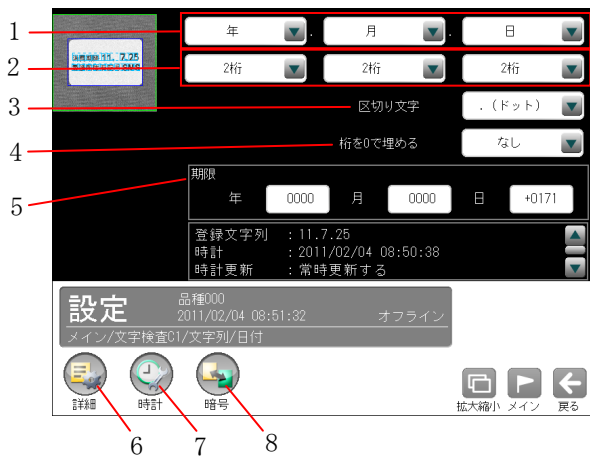 1
年 . 月 . 日
2
2桁 2桁 2桁
11. 7.25
3
区切り文字 .(ドット)
4
桁を0で埋める なし
5
期限
年 0000 月 0000 日 +0171
登録文字列 : 11.7.25
時計 : 2011/02/04 08:50:38
時計更新 : 常時更新する
設定
品種000
2011/02/04 08:51:32 オフライン
メイン/文字検査C1/文字列/日付
詳細 時計 暗号 拡大縮小 メイン 戻る
6 7 8